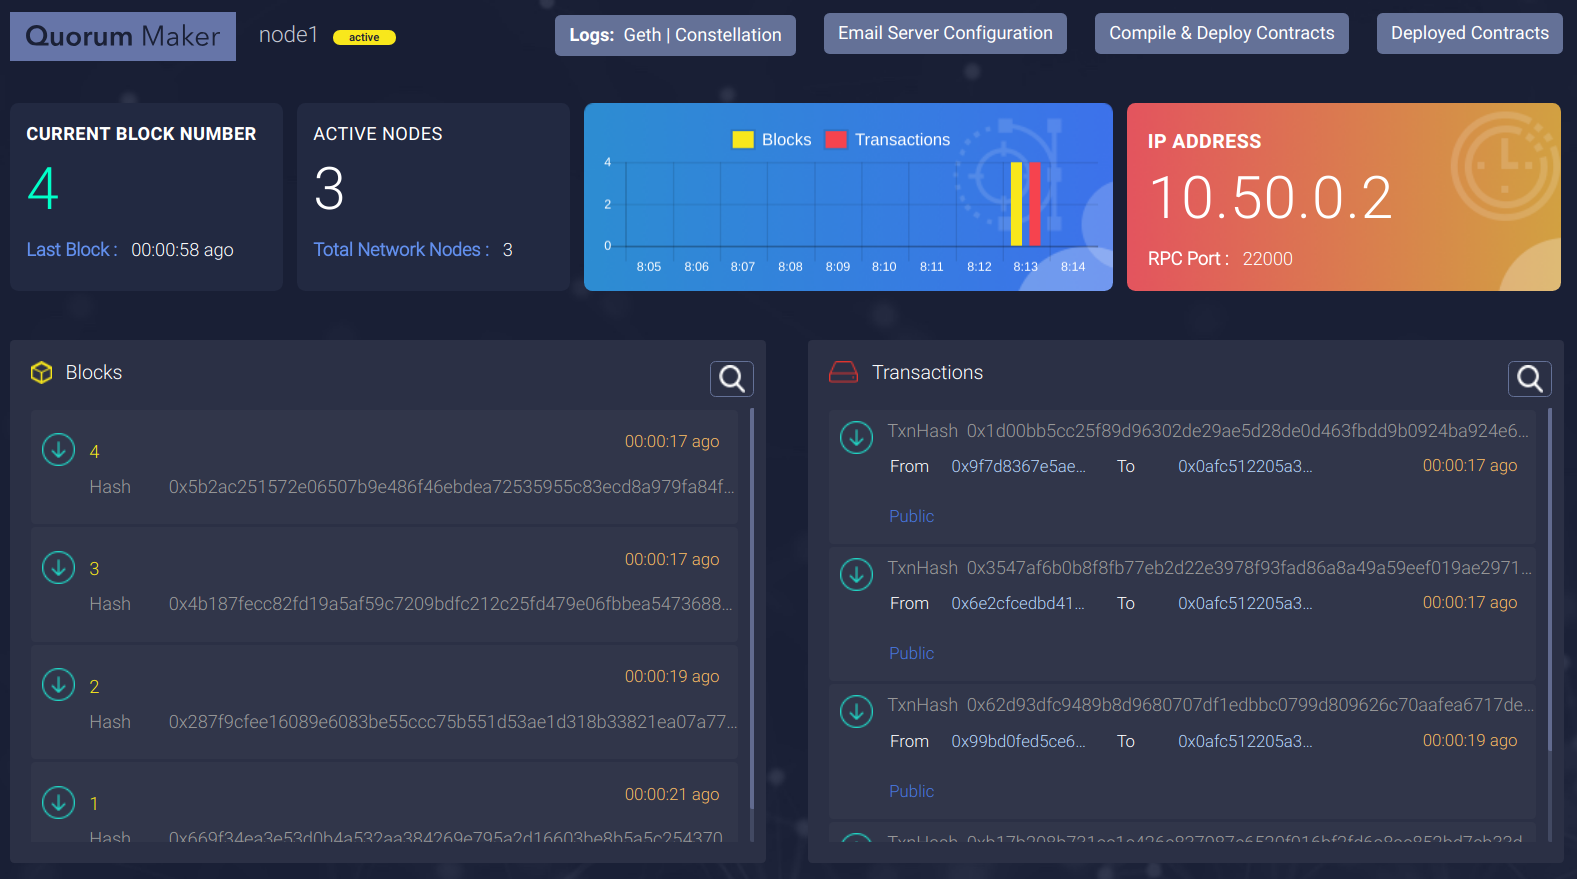 Quorum Maker
node1
active
Logs: Geth | Constellation
Email Server Configuration
Compile & Deploy Contracts
Deployed Contracts
CURRENT BLOCK NUMBER
4
Last Block : 00:00:58 ago
ACTIVE NODES
3
Total Network Nodes : 3
Blocks Transactions
4
2
0
8:05 8:06 8:07 8:08 8:09 8:10 8:11 8:12 8:13 8:14
IP ADDRESS
10.50.0.2
RPC Port : 22000
Blocks
4 00:00:17 ago
Hash 0x5b2ac251572e06507b9e486f46ebdea72535955c83ecd8a979fa84f...
3 00:00:17 ago
Hash 0x4b187fecc82fd19a5af59c7209bdfc212c25fd479e06fbbea5473688...
2 00:00:19 ago
Hash 0x287f9cfee16089e6083be55ccc75b551d53ae1d318b33821ea07a77...
1 00:00:21 ago
Hash 0x669f34ea3e53d0b4a532aa384269e795a2d16603be8b5a5c254370
Transactions
TxnHash 0x1d00bb5cc25f89d96302de29ae5d28de0d463fbdd9b0924ba924e6...
From 0x9f7d8367e5ae... To 0x0afc512205a3... 00:00:17 ago
Public
TxnHash 0x3547af6b0b8f8fb77eb2d22e3978f93fad86a8a49a59eef019ae2971...
From 0x6e2cfcedbd41... To 0x0afc512205a3... 00:00:17 ago
Public
TxnHash 0x62d93dfc9489b8d9680707df1edbbc0799d809626c70aafea6717de...
From 0x99bd0fed5ce6... To 0x0afc512205a3... 00:00:19 ago
Public
TxnHash